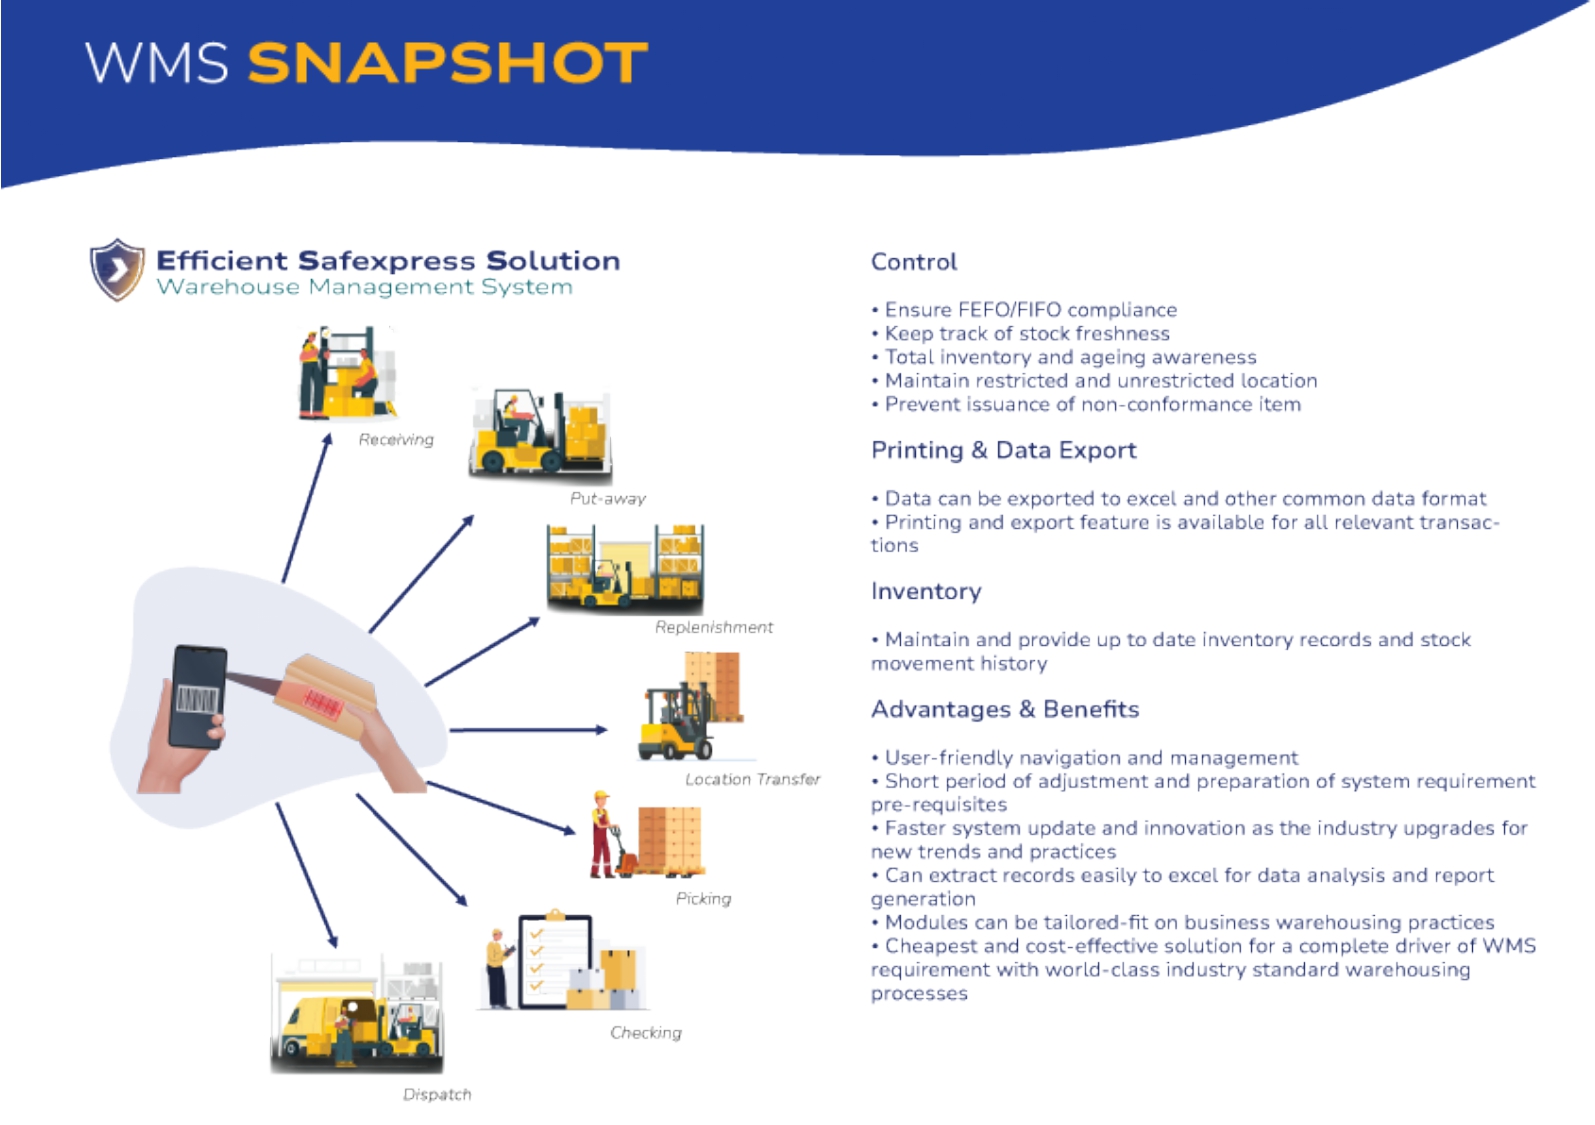 WMS SNAPSHOT
Efficient Safexpress Solution
Warehouse Management System
Receiving
Put-away
Replenishment
Location Transfer
Picking
Checking
Dispatch
Control
• Ensure FEFO/FIFO compliance
• Keep track of stock freshness
• Total inventory and ageing awareness
• Maintain restricted and unrestricted location
• Prevent issuance of non-conformance item
Printing & Data Export
• Data can be exported to excel and other common data format
• Printing and export feature is available for all relevant transac-
tions
Inventory
• Maintain and provide up to date inventory records and stock
movement history
Advantages & Benefits
• User-friendly navigation and management
• Short period of adjustment and preparation of system requirement
pre-requisites
• Faster system update and innovation as the industry upgrades for
new trends and practices
• Can extract records easily to excel for data analysis and report
generation
• Modules can be tailored-fit on business warehousing practices
• Cheapest and cost-effective solution for a complete driver of WMS
requirement with world-class industry standard warehousing
processes